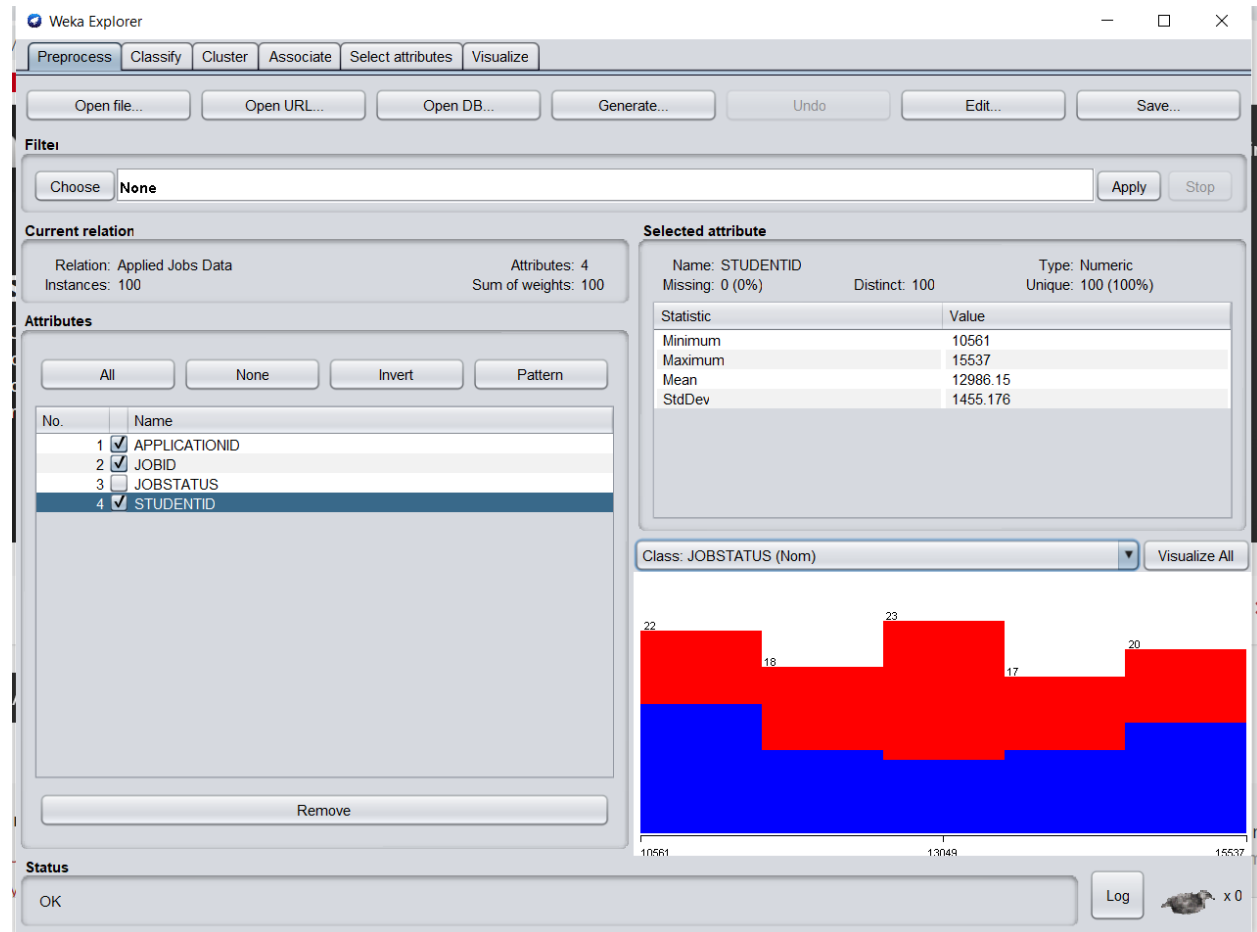 Weka Explorer
Preprocess Classify Cluster Associate Select attributes Visualize
Open file... Open URL... Open DB... Generate... Undo Edit... Save...
Filter
Choose None Apply Stop
Current relation
Relation: Applied Jobs Data Attributes: 4
Instances: 100 Sum of weights: 100
Attributes
All None Invert Pattern
No. Name
1 APPLICATIONID
2 JOBID
3 JOBSTATUS
4 STUDENTID
Remove
Selected attribute
Name: STUDENTID Type: Numeric
Missing: 0 (0%) Distinct: 100 Unique: 100 (100%)
Statistic Value
Minimum 10561
Maximum 15537
Mean 12986.15
StdDev 1455.176
Class: JOBSTATUS (Nom) Visualize All
22 18 23 17 20
10561 13049 15537
Status
OK Log x 0